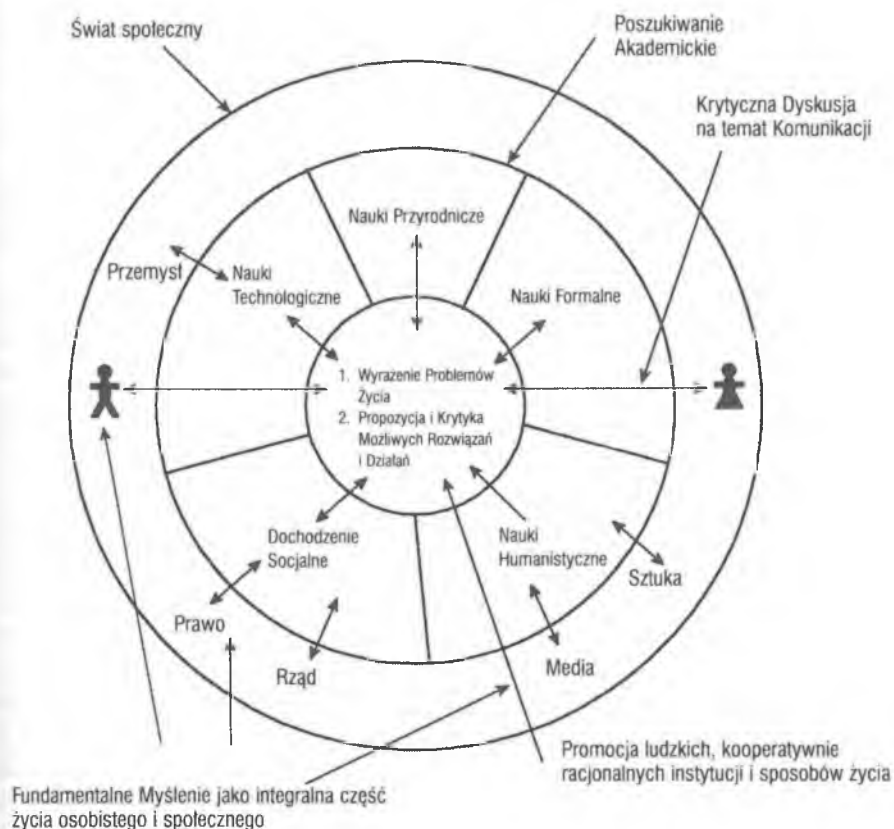 Świat społeczny
Poszukiwanie
Akademickie
Krytyczna Dyskusja
na temat Komunikacji
Nauki Przyrodnicze
Przemysł
Nauki
Technologiczne
Nauki Formalne
1. Wyrażenie Problemów
Życia
2. Propozycja i Krytyka
Możliwych Rozwiązań
i Działań
Dochodzenie
Socjalne
Nauki
Humanistyczne
Sztuka
Prawo
Rząd
Media
Promocja ludzkich, kooperatywnie
racjonalnych instytucji i sposobów życia
Fundamentalne Myślenie jako integralna część
życia osobistego i społecznego